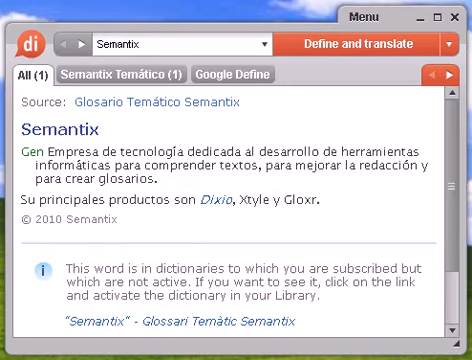 Menu
di
Semantix
Define and translate
All (1)
Semantix Temático (1)
Google Define
Source: Glosario Temático Semantix
Semantix
Gen Empresa de tecnología dedicada al desarrollo de herramientas
informáticas para comprender textos, para mejorar la redacción y
para crear glosarios.
Su principales productos son Dixio, Xtyle y Gloxr.
© 2010 Semantix
i
This word is in dictionaries to which you are subscribed but
which are not active. If you want to see it, click on the link
and activate the dictionary in your Library.
"Semantix" - Glossari Temàtic Semantix